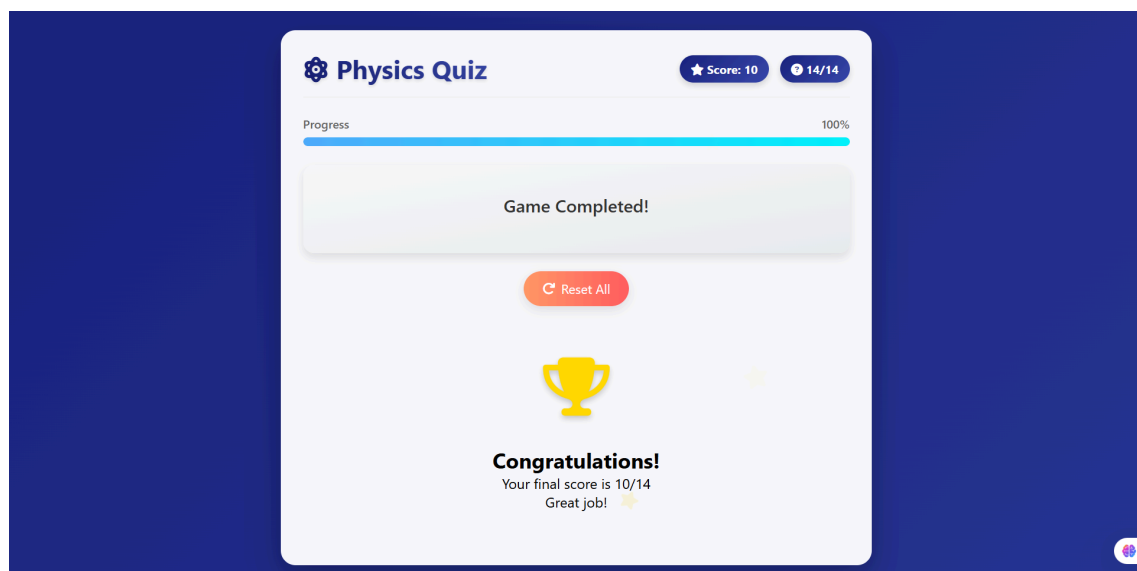 Physics Quiz
Score: 10
14/14
Progress
100%
Game Completed!
Reset All
Congratulations!
Your final score is 10/14
Great job!